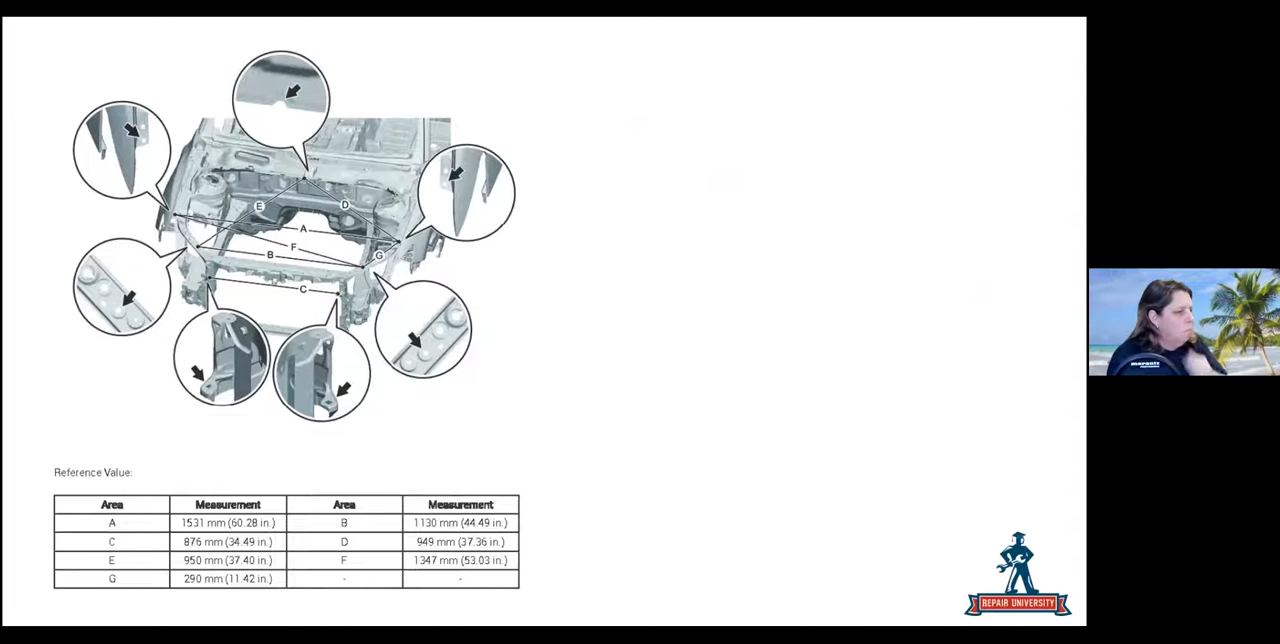 E
D
A
F
B
G
C
Reference Value:
Area Measurement Area Measurement
A 1531 mm (60.28 in.) B 1130 mm (44.49 in.)
C 876 mm (34.49 in.) D 949 mm (37.36 in.)
E 950 mm (37.40 in.) F 1347 mm (53.03 in.)
G 290 mm (11.42 in.) - -
REPAIR UNIVERSITY
marantz